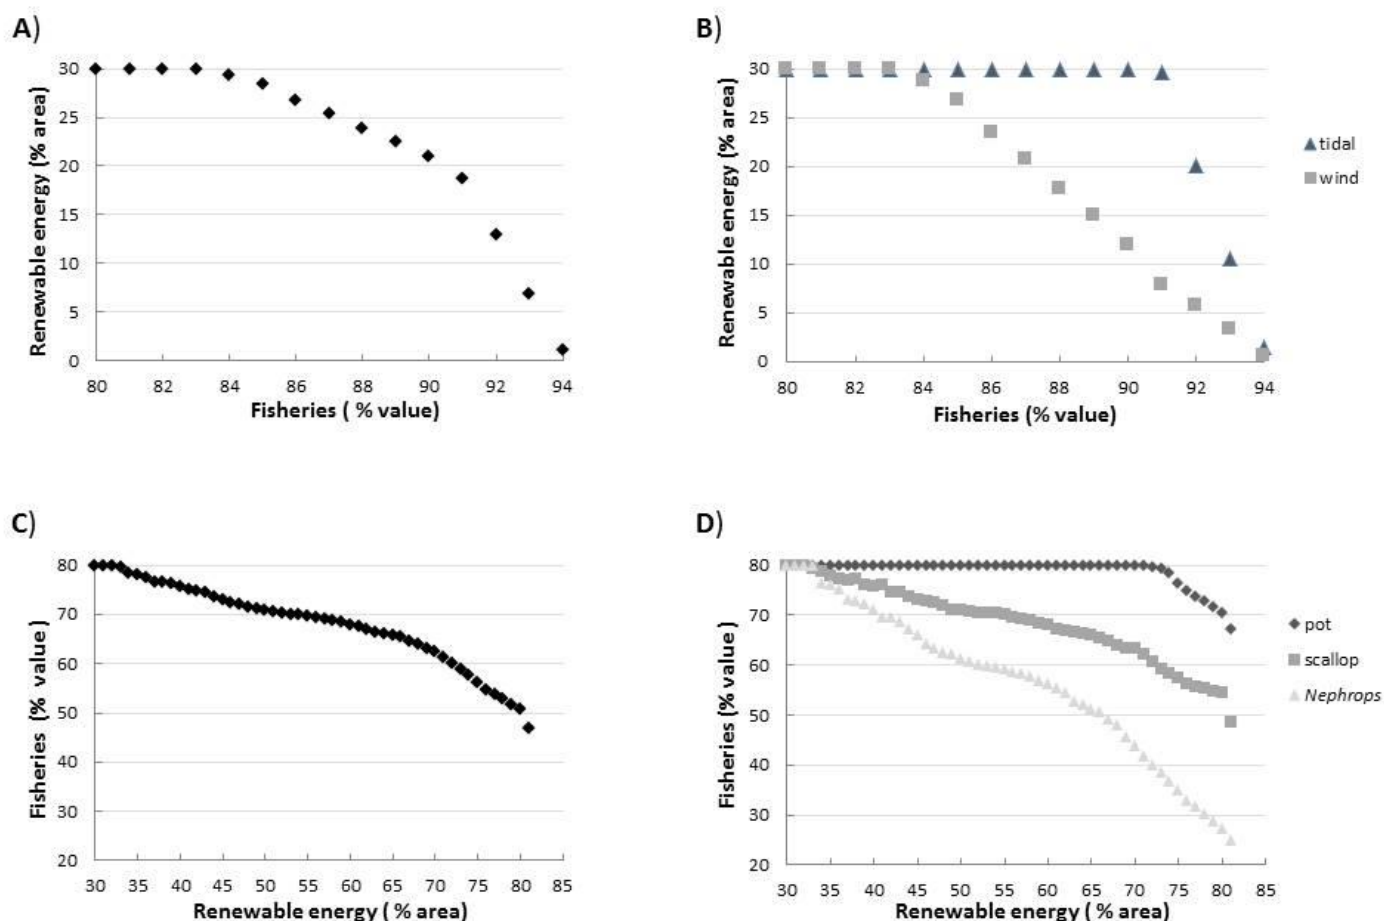 A)
Renewable energy (% area)
30
25
20
15
10
5
0
80 82 84 86 88 90 92 94
Fisheries ( % value)
B)
Renewable energy (% area)
30
25
20
15
10
5
0
80 82 84 86 88 90 92 94
Fisheries (% value)
tidal
wind
C)
Fisheries (% value)
80
70
60
50
40
30
20
30 35 40 45 50 55 60 65 70 75 80 85
Renewable energy ( % area)
D)
Fisheries (% value)
80
70
60
50
40
30
20
30 35 40 45 50 55 60 65 70 75 80 85
Renewable energy ( % area)
pot
scallop
Nephrops